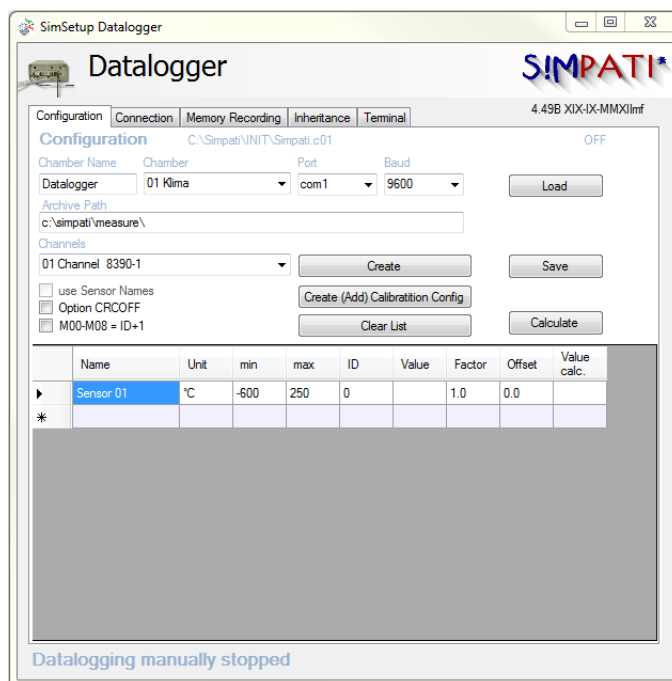 SimSetup Datalogger
Datalogger
S!MPATI*
4.49B XIX-IX-MMXIImf
Configuration Connection Memory Recording Inheritance Terminal
Configuration C:\Simpati\INIT\Simpati.c01 OFF
Chamber Name Chamber Port Baud
Datalogger 01 Klima com1 9600 Load
Archive Path
c:\simpati\measure\
Channels
01 Channel 8390-1 Create Save
use Sensor Names
Create (Add) Calibratition Config
Option CRCOFF
M00-M08 = ID+1 Clear List Calculate
Name Unit min max ID Value Factor Offset Value calc.
Sensor 01 °C -600 250 0 1.0 0.0
Datalogging manually stopped